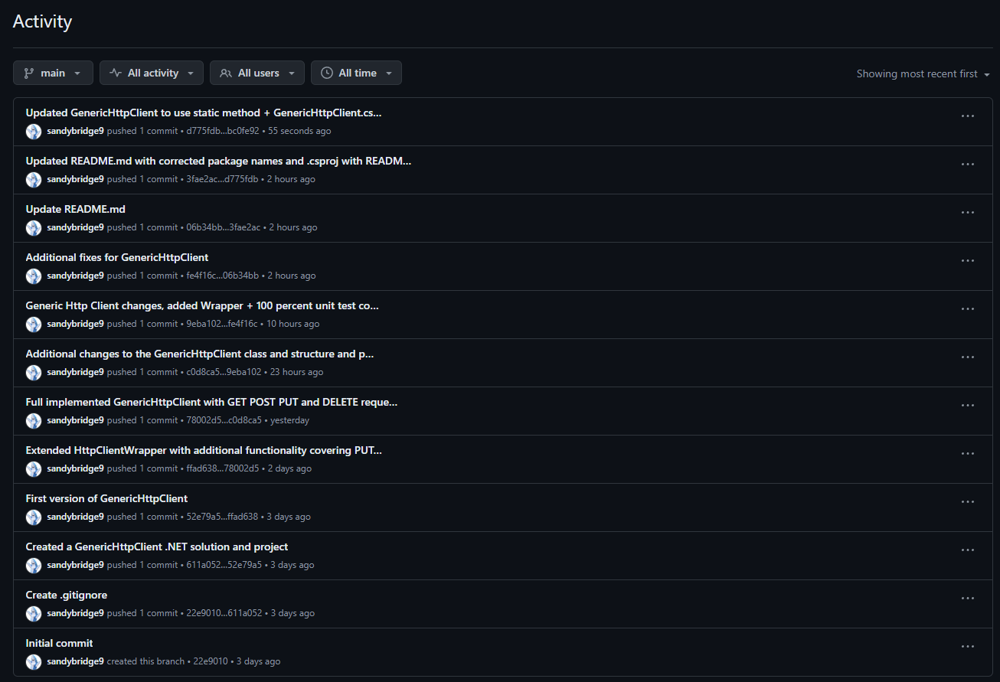 Activity
main
All activity
All users
All time
Showing most recent first
Updated GenericHttpClient to use static method + GenericHttpClient.cs...
sandybridge9 pushed 1 commit • d775fdb...bc0fe92 • 55 seconds ago
Updated README.md with corrected package names and .csproj with READM...
sandybridge9 pushed 1 commit • 3fae2ac...d775fdb • 2 hours ago
Update README.md
sandybridge9 pushed 1 commit • 06b34bb...3fae2ac • 2 hours ago
Additional fixes for GenericHttpClient
sandybridge9 pushed 1 commit • fe4f16c...06b34bb • 2 hours ago
Generic Http Client changes, added Wrapper + 100 percent unit test co...
sandybridge9 pushed 1 commit • 9eba102...fe4f16c • 10 hours ago
Additional changes to the GenericHttpClient class and structure and p...
sandybridge9 pushed 1 commit • c0d8ca5...9eba102 • 23 hours ago
Full implemented GenericHttpClient with GET POST PUT and DELETE reque...
sandybridge9 pushed 1 commit • 78002d5...c0d8ca5 • yesterday
Extended HttpClientWrapper with additional functionality covering PUT...
sandybridge9 pushed 1 commit • ffad638...78002d5 • 2 days ago
First version of GenericHttpClient
sandybridge9 pushed 1 commit • 52e79a5...ffad638 • 3 days ago
Created a GenericHttpClient .NET solution and project
sandybridge9 pushed 1 commit • 611a052...52e79a5 • 3 days ago
Create .gitignore
sandybridge9 pushed 1 commit • 22e9010...611a052 • 3 days ago
Initial commit
sandybridge9 created this branch • 22e9010 • 3 days ago